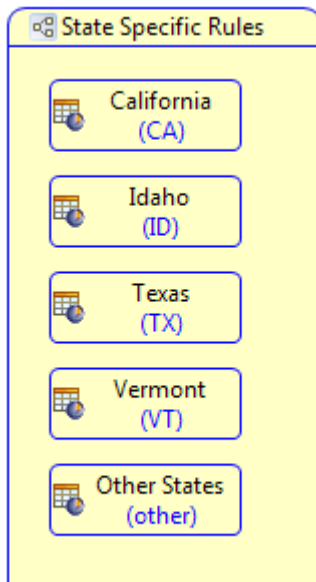 State Specific Rules
California
(CA)
Idaho
(ID)
Texas
(TX)
Vermont
(VT)
Other States
(other)